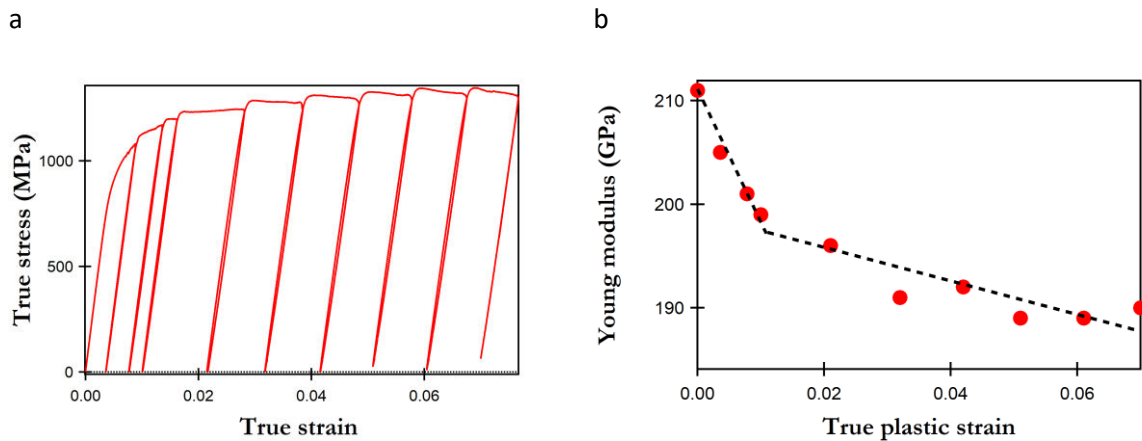 a
b
True stress (MPa)
1000
500
0
0.00 0.02 0.04 0.06
True strain
Young modulus (GPa)
210
200
190
0.00 0.02 0.04 0.06
True plastic strain